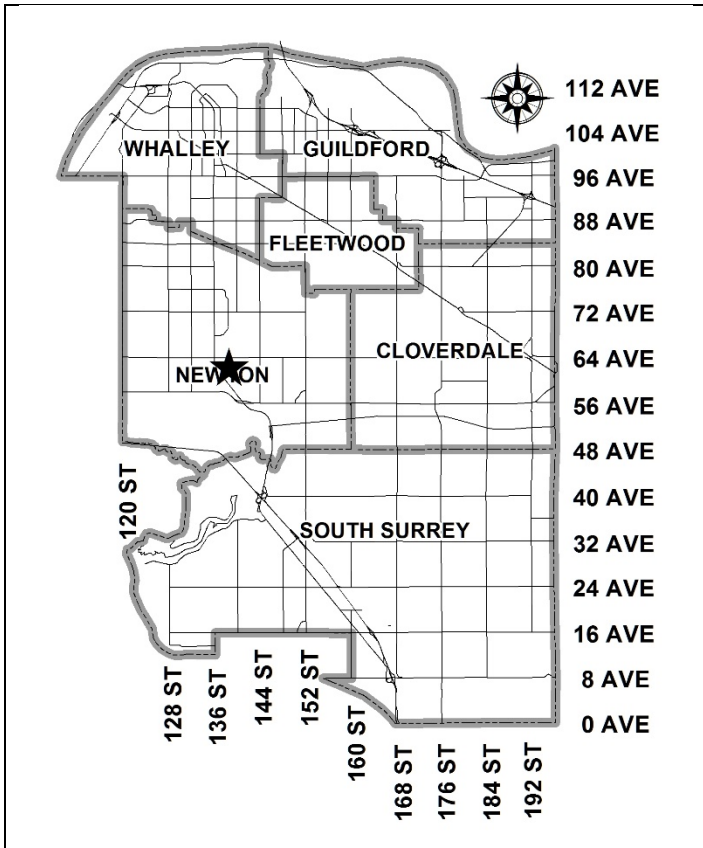 112 AVE
104 AVE
WHALLEY
GUILDFORD
96 AVE
88 AVE
FLEETWOOD
80 AVE
72 AVE
CLOVERDALE
64 AVE
NEWTON
56 AVE
48 AVE
120 ST
40 AVE
SOUTH SURREY
32 AVE
24 AVE
16 AVE
128 ST
136 ST
144 ST
152 ST
8 AVE
160 ST
0 AVE
168 ST
176 ST
184 ST
192 ST